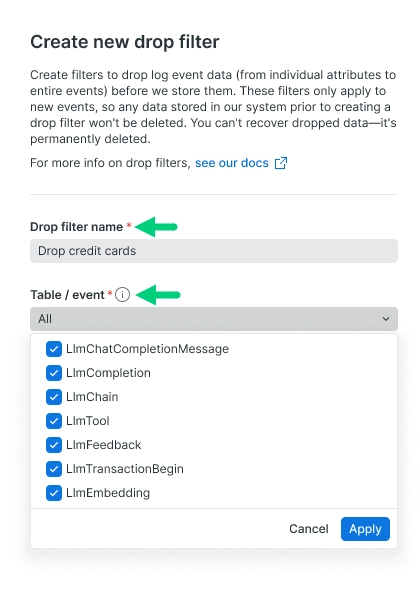 Create new drop filter
Create filters to drop log event data (from individual attributes to
entire events) before we store them. These filters only apply to
new events, so any data stored in our system prior to creating a
drop filter won't be deleted. You can't recover dropped data—it's
permanently deleted.
For more info on drop filters, see our docs
Drop filter name *
Drop credit cards
Table / event *
All
LlmChatCompletionMessage
LlmCompletion
LlmChain
LlmTool
LlmFeedback
LlmTransactionBegin
LlmEmbedding
Cancel Apply